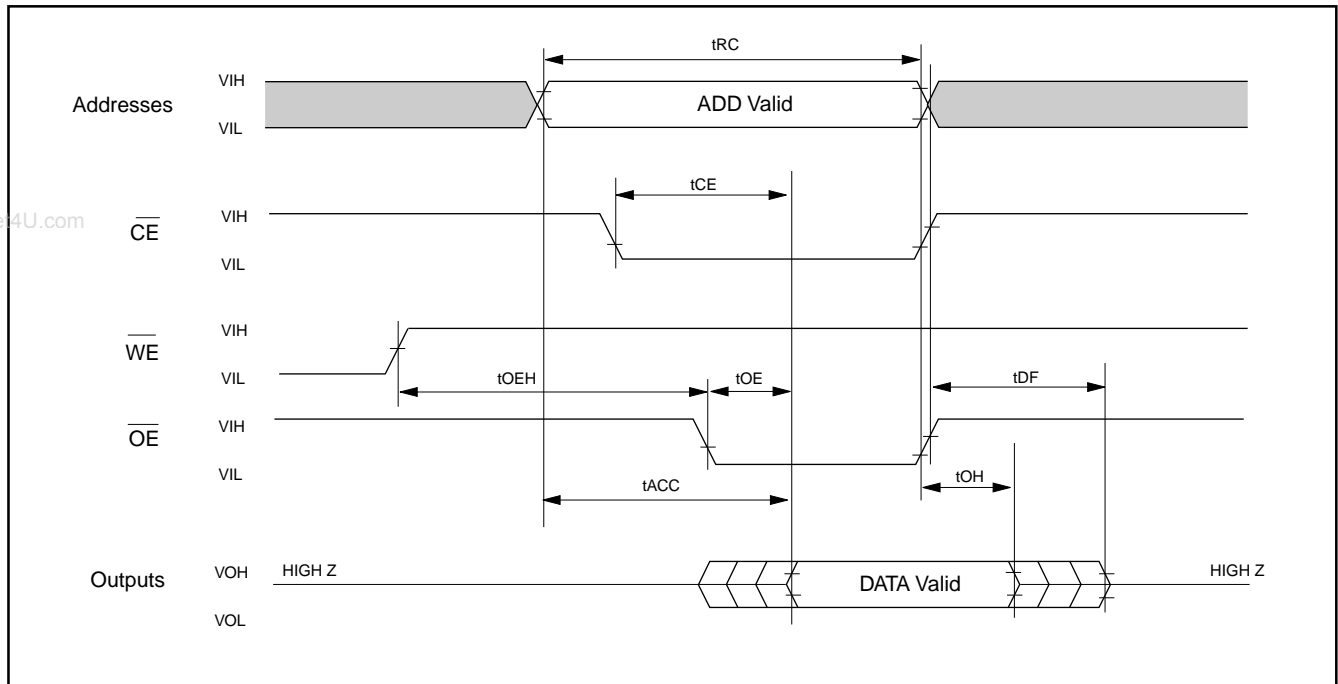 tRC
VIH
Addresses
ADD Valid
VIL
tCE
et4U.com
VIH
CE
VIL
VIH
WE
VIL
tOEH
tOE
tDF
VIH
OE
VIL
tACC
tOH
VOH
HIGH Z
Outputs
DATA Valid
HIGH Z
VOL